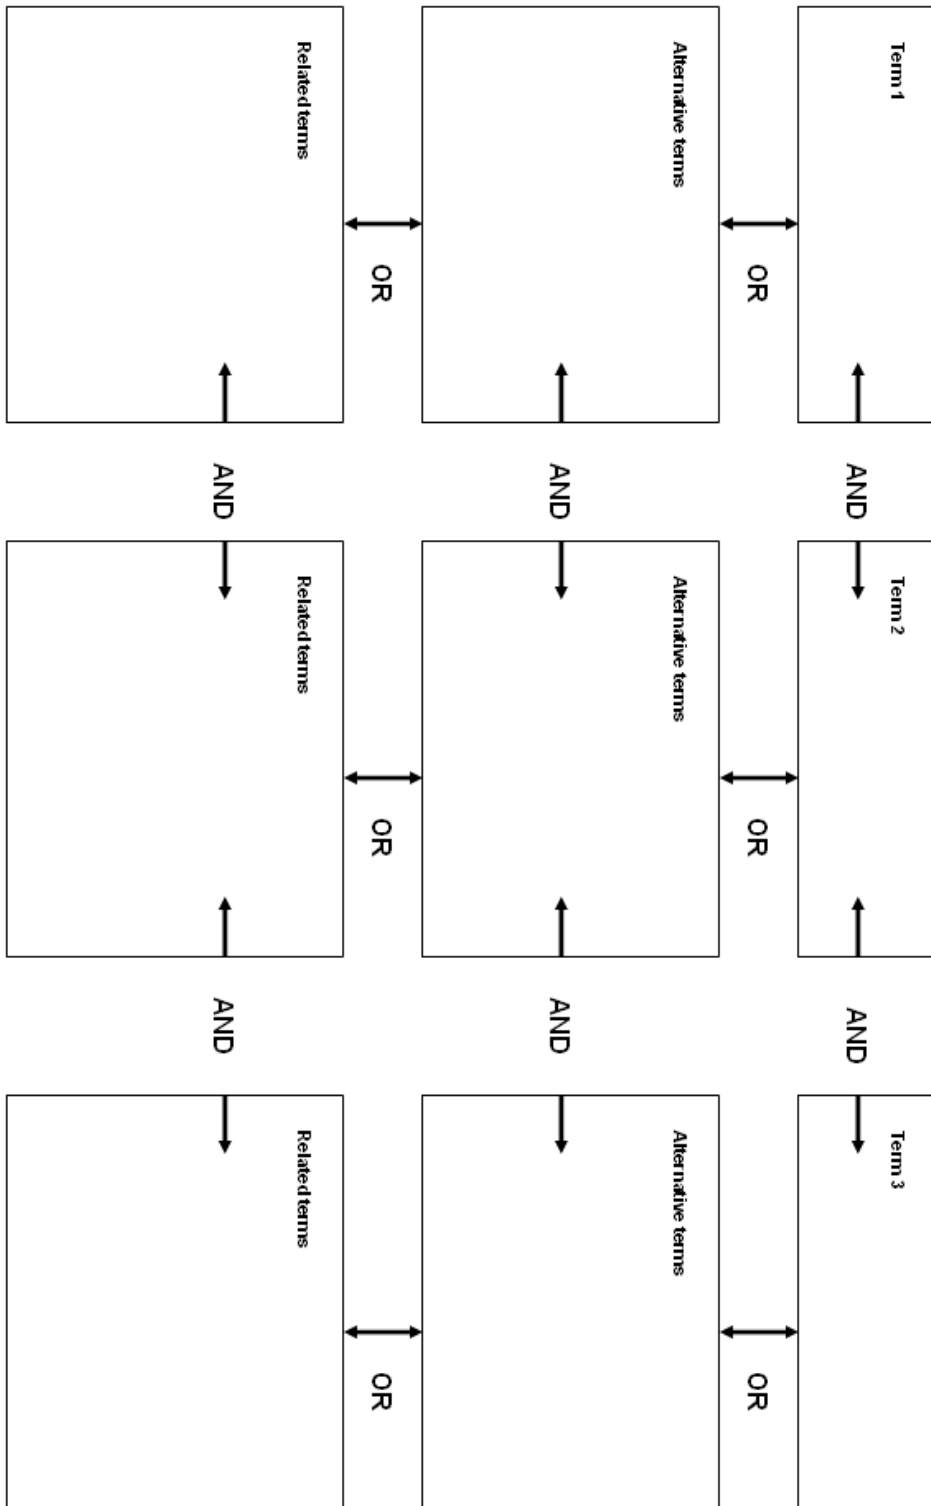 Term 1
AND
Term 2
AND
Term 3
OR
OR
OR
Alternative terms
AND
Alternative terms
AND
Alternative terms
OR
OR
OR
Related terms
AND
Related terms
AND
Related terms